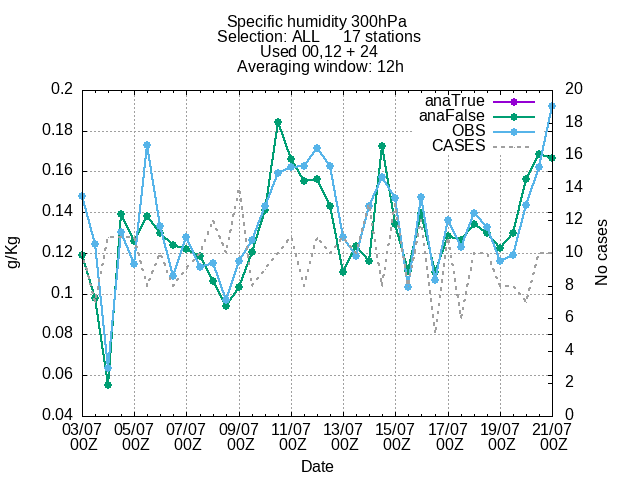 Specific humidity 300hPa
Selection: ALL 17 stations
Used 00,12 + 24
Averaging window: 12h
anaTrue
anaFalse
OBS
CASES
g/Kg
0.2
0.18
0.16
0.14
0.12
0.1
0.08
0.06
0.04
20
18
16
14
12
10
8
6
4
2
0
No cases
03/07 05/07 07/07 09/07 11/07 13/07 15/07 17/07 19/07 21/07
00Z 00Z 00Z 00Z 00Z 00Z 00Z 00Z 00Z 00Z
Date